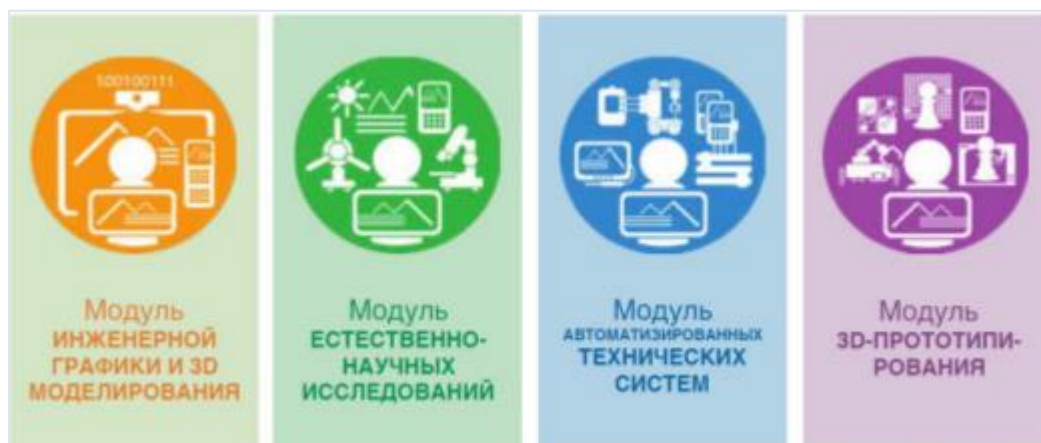 100100111
Модуль
ИНЖЕНЕРНОЙ
ГРАФИКИ И 3D
МОДЕЛИРОВАНИЯ
Модуль
ЕСТЕСТВЕННО-
НАУЧНЫХ
ИССЛЕДОВАНИЙ
Модуль
АВТОМАТИЗИРОВАННЫХ
ТЕХНИЧЕСКИХ
СИСТЕМ
Модуль
3D-ПРОТОТИПИ-
РОВАНИЯ